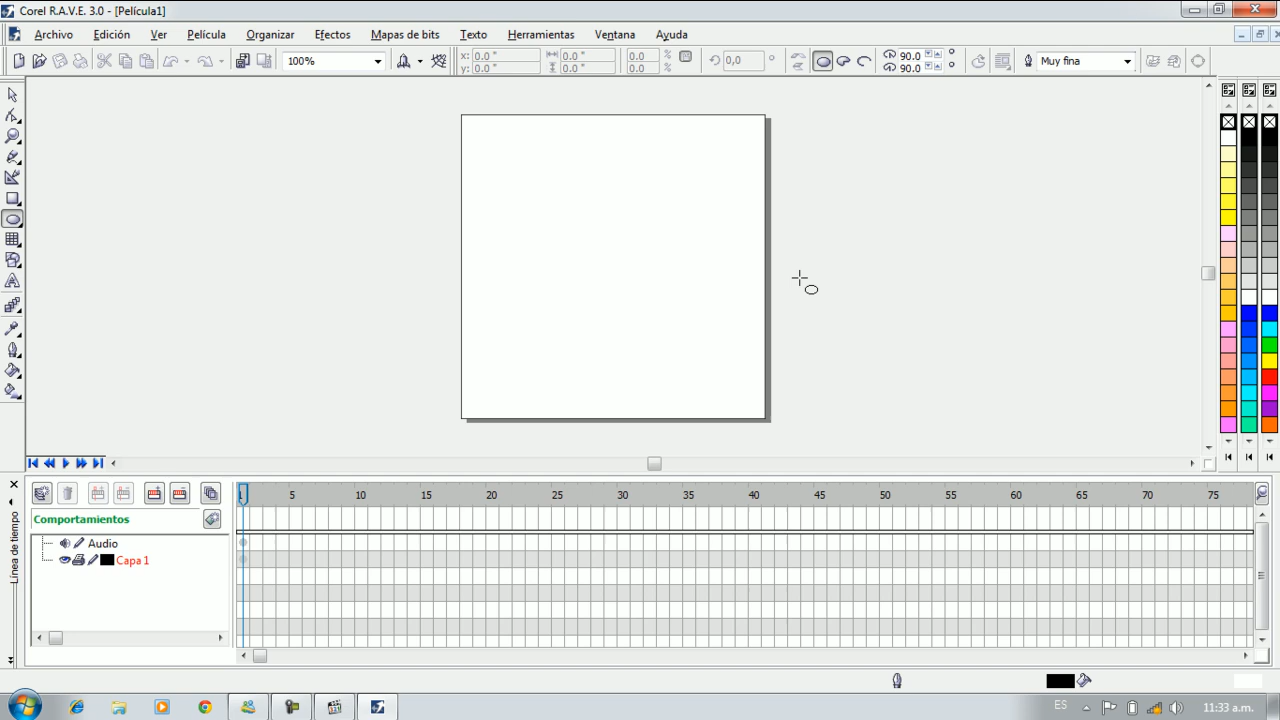 Corel R.A.V.E. 3.0 - [Película1]
Archivo Edición Ver Película Organizar Efectos Mapas de bits Texto Herramientas Ventana Ayuda
100% x: 0.0 " 0.0 " 0.0 % 0,0 ° 90.0 ° Muy fina
y: 0.0 " 0.0 " 0.0 % 90.0 °
1 5 10 15 20 25 30 35 40 45 50 55 60 65 70 75
Comportamientos
Audio
Capa 1
Línea de tiempo
ES 11:33 a.m.